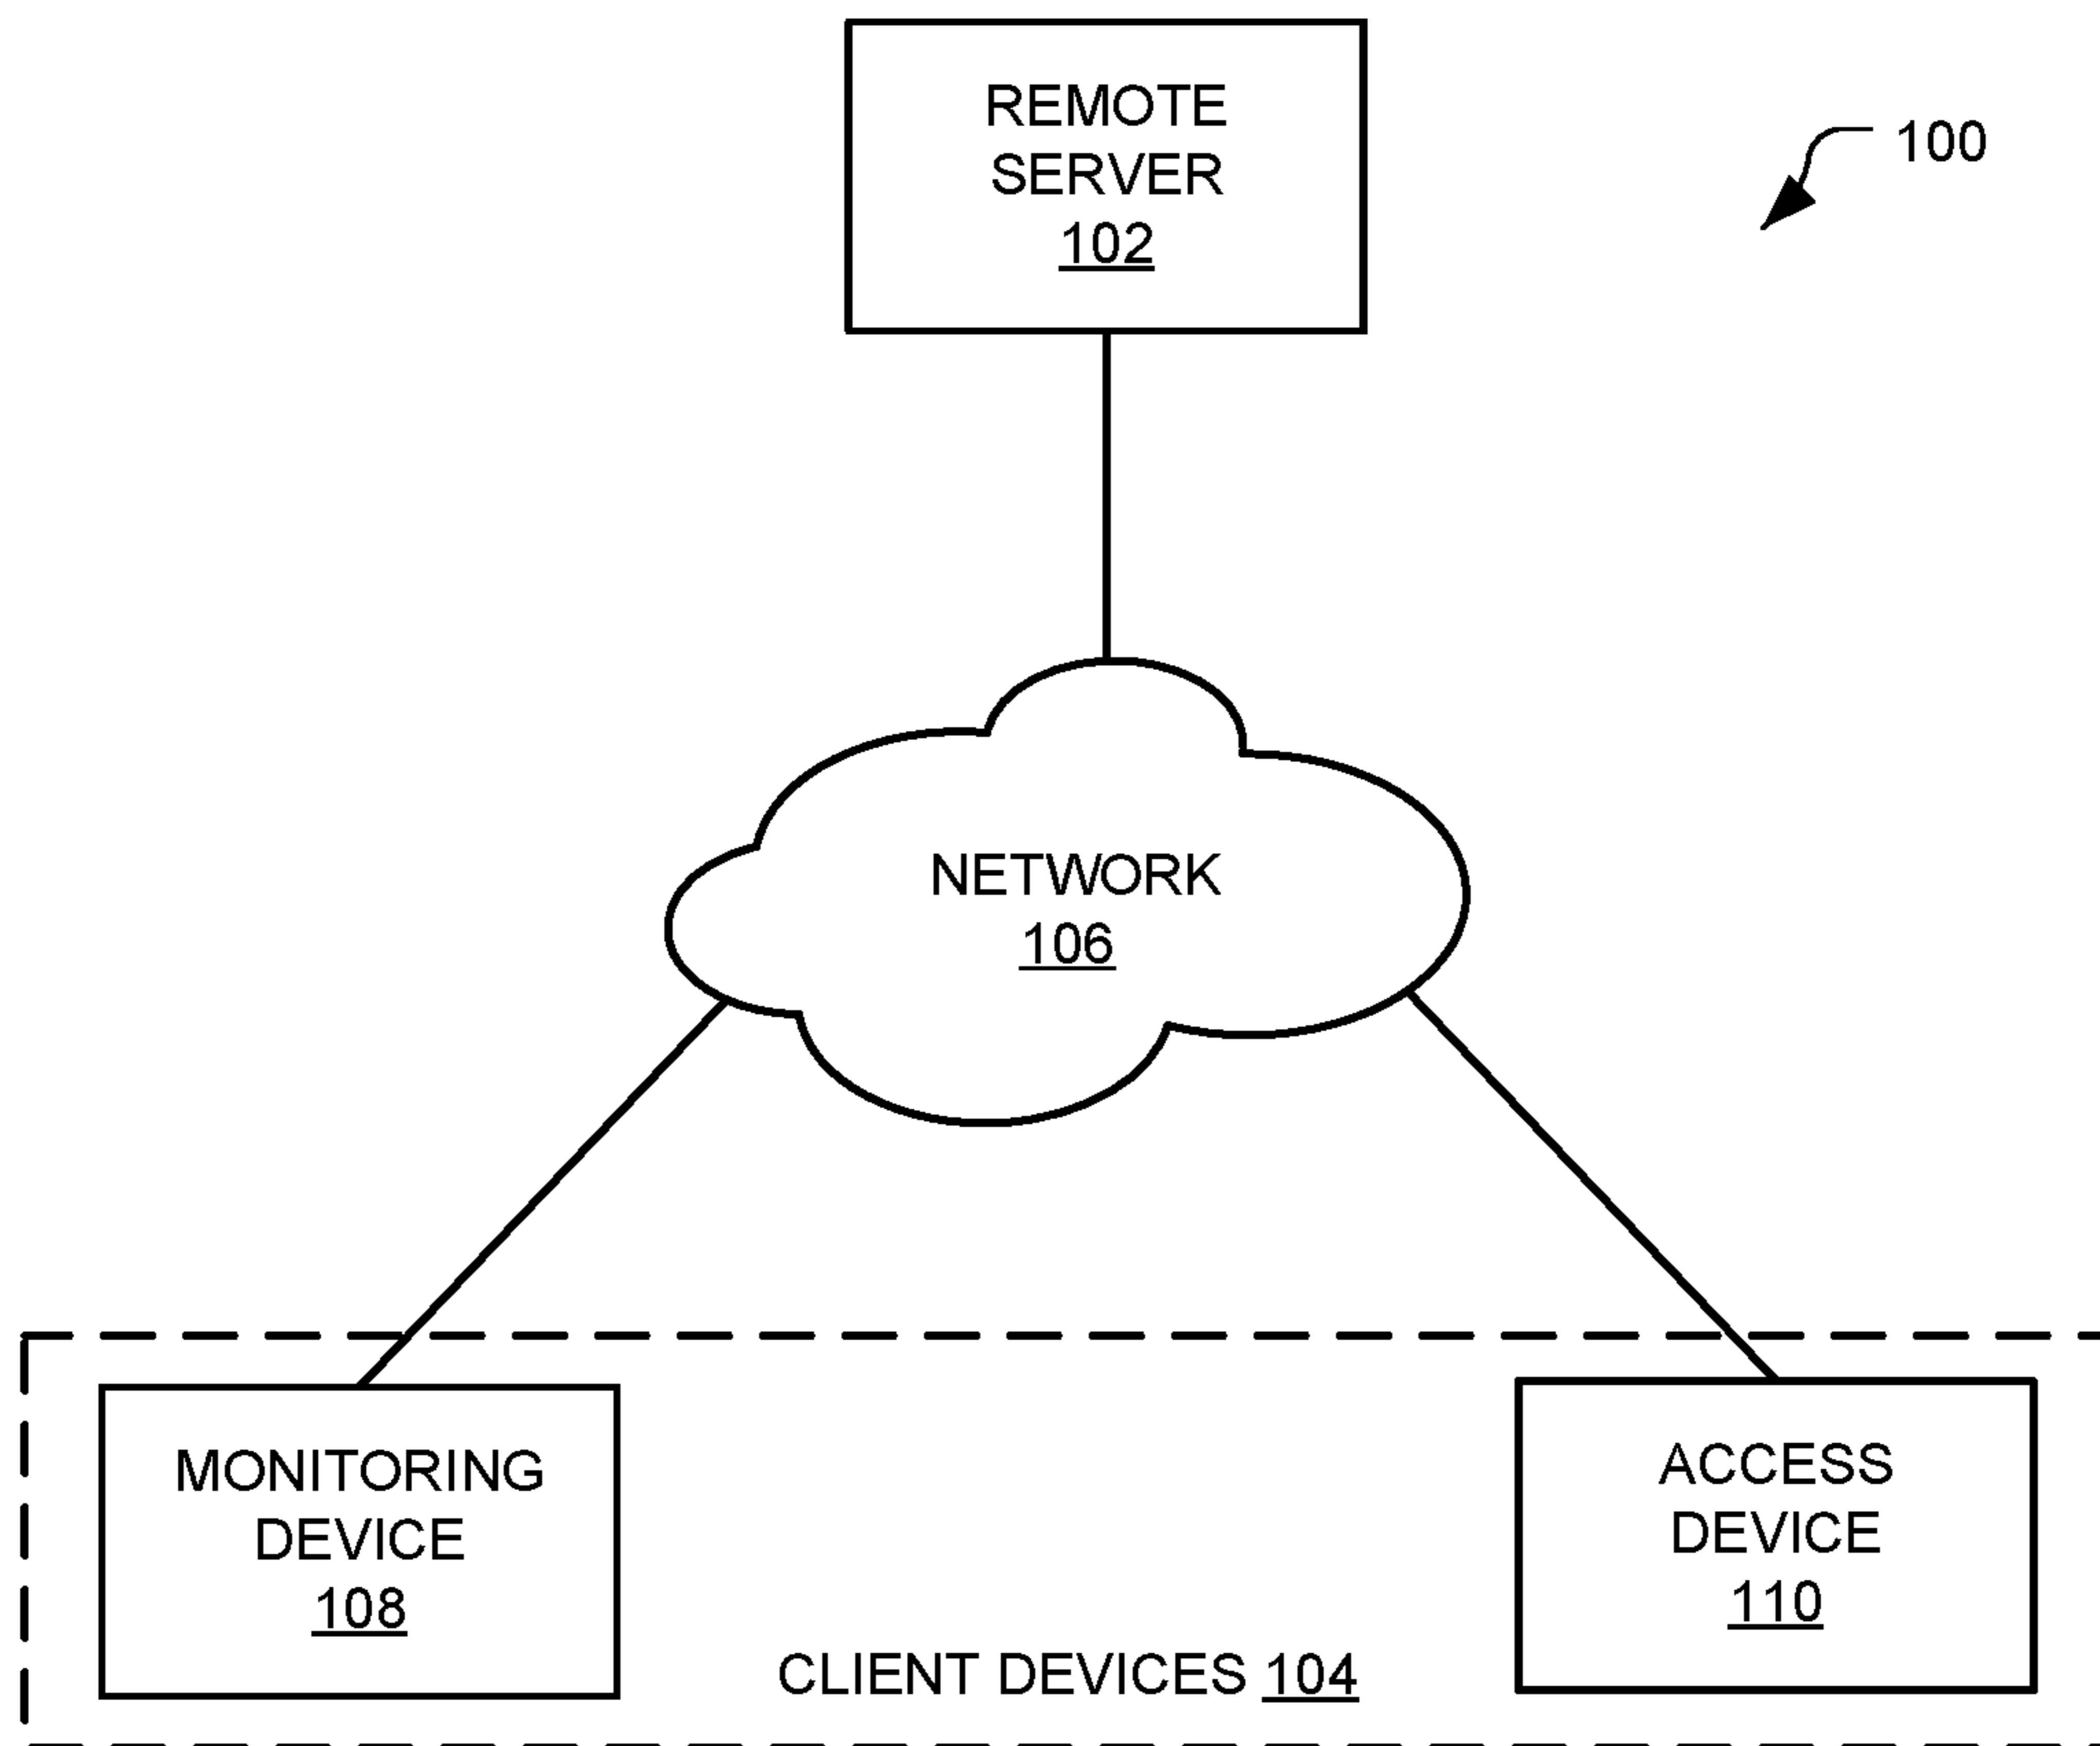 REMOTE
SERVER
102
100
NETWORK
106
MONITORING
DEVICE
108
ACCESS
DEVICE
110
CLIENT DEVICES 104